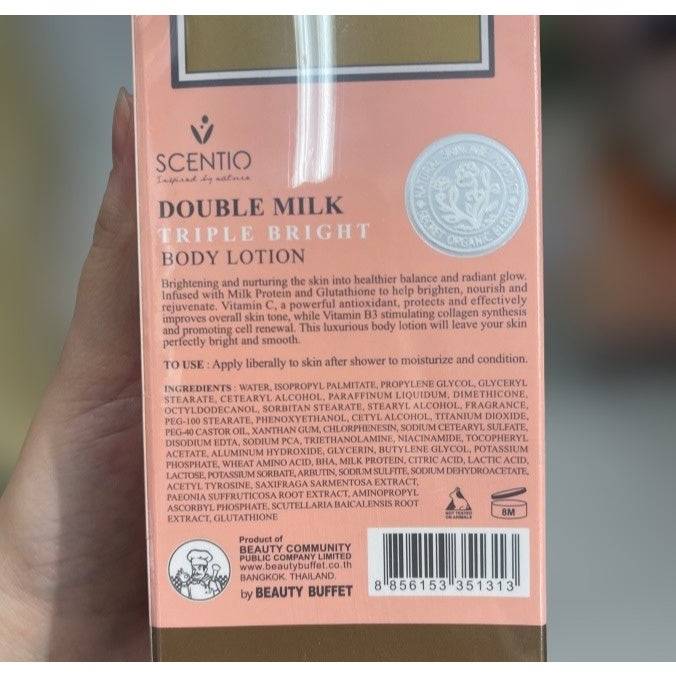 SCENTIO
Inspired by nature
NATURAL SKINCARE PRODUCT
SECRET ORGANIC BLEND
DOUBLE MILK
TRIPLE BRIGHT
BODY LOTION
Brightening and nurturing the skin into healthier balance and radiant glow.
Infused with Milk Protein and Glutathione to help brighten, nourish and
rejuvenate. Vitamin C, a powerful antioxidant, protects and effectively
improves overall skin tone, while Vitamin B3 stimulating collagen synthesis
and promoting cell renewal. This luxurious body lotion will leave your skin
perfectly bright and smooth.
TO USE : Apply liberally to skin after shower to moisturize and condition.
INGREDIENTS : WATER, ISOPROPYL PALMITATE, PROPYLENE GLYCOL, GLYCERYL
STEARATE, CETEARYL ALCOHOL, PARAFFINUM LIQUIDUM, DIMETHICONE,
OCTYLDODECANOL, SORBITAN STEARATE, STEARYL ALCOHOL, FRAGRANCE,
PEG-100 STEARATE, PHENOXYETHANOL, CETYL ALCOHOL, TITANIUM DIOXIDE,
PEG-40 CASTOR OIL, XANTHAN GUM, CHLORPHENESIN, SODIUM CETEARYL SULFATE,
DISODIUM EDTA, SODIUM PCA, TRIETHANOLAMINE, NIACINAMIDE, TOCOPHERYL
ACETATE, ALUMINUM HYDROXIDE, GLYCERIN, BUTYLENE GLYCOL, POTASSIUM
PHOSPHATE, WHEAT AMINO ACID, BHA, MILK PROTEIN, CITRIC ACID, LACTIC ACID,
LACTOSE, POTASSIUM SORBATE, ARBUTIN, SODIUM SULFITE, SODIUM DEHYDROACETATE,
ACETYL TYROSINE, SAXIFRAGA SARMENTOSA EXTRACT,
PAEONIA SUFFRUTICOSA ROOT EXTRACT, AMINOPROPYL
ASCORBYL PHOSPHATE, SCUTELLARIA BAICALENSIS ROOT
EXTRACT, GLUTATHIONE
NOT TESTED
ON ANIMALS
8M
Product of
BEAUTY COMMUNITY
PUBLIC COMPANY LIMITED
www.beautybuffet.co.th
BANGKOK. THAILAND.
by BEAUTY BUFFET
8 856153 351313